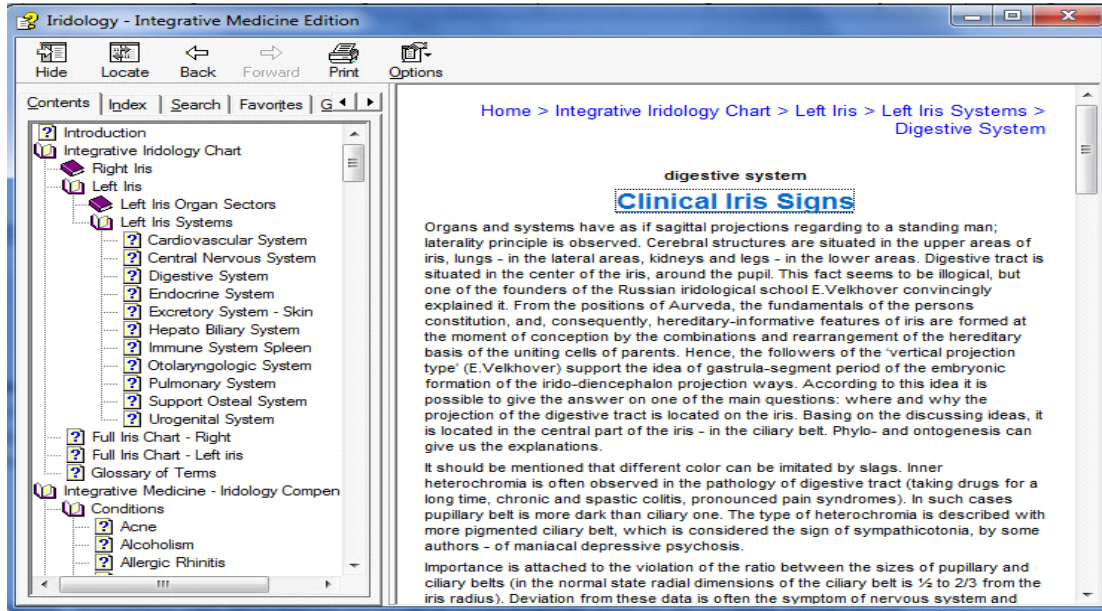 Iridology - Integrative Medicine Edition
Hide Locate Back Forward Print Options
Contents Index Search Favorites G
Introduction
Integrative Iridology Chart
Right Iris
Left Iris
Left Iris Organ Sectors
Left Iris Systems
Cardiovascular System
Central Nervous System
Digestive System
Endocrine System
Excretory System - Skin
Hepato Biliary System
Immune System Spleen
Otolaryngologic System
Pulmonary System
Support Osteal System
Urogenital System
Full Iris Chart - Right
Full Iris Chart - Left iris
Glossary of Terms
Integrative Medicine - Iridology Compen
Conditions
Acne
Alcoholism
Allergic Rhinitis
Home > Integrative Iridology Chart > Left Iris > Left Iris Systems >
Digestive System
digestive system
Clinical Iris Signs
Organs and systems have as if sagittal projections regarding to a standing man;
laterality principle is observed. Cerebral structures are situated in the upper areas of
iris, lungs - in the lateral areas, kidneys and legs - in the lower areas. Digestive tract is
situated in the center of the iris, around the pupil. This fact seems to be illogical, but
one of the founders of the Russian iridological school E.Velkhover convincingly
explained it. From the positions of Aurveda, the fundamentals of the persons
constitution, and, consequently, hereditary-informative features of iris are formed at
the moment of conception by the combinations and rearrangement of the hereditary
basis of the uniting cells of parents. Hence, the followers of the 'vertical projection
type' (E.Velkhover) support the idea of gastrula-segment period of the embryonic
formation of the irido-diencephalon projection ways. According to this idea it is
possible to give the answer on one of the main questions: where and why the
projection of the digestive tract is located on the iris. Basing on the discussing ideas, it
is located in the central part of the iris - in the ciliary belt. Phylo- and ontogenesis can
give us the explanations.
It should be mentioned that different color can be imitated by slags. Inner
heterochromia is often observed in the pathology of digestive tract (taking drugs for a
long time, chronic and spastic colitis, pronounced pain syndromes). In such cases
pupillary belt is more dark than ciliary one. The type of heterochromia is described with
more pigmented ciliary belt, which is considered the sign of sympathicotonia, by some
authors - of maniacal depressive psychosis.
Importance is attached to the violation of the ratio between the sizes of pupillary and
ciliary belts (in the normal state radial dimensions of the ciliary belt is ½ to 2/3 from the
iris radius). Deviation from these data is often the symptom of nervous system and